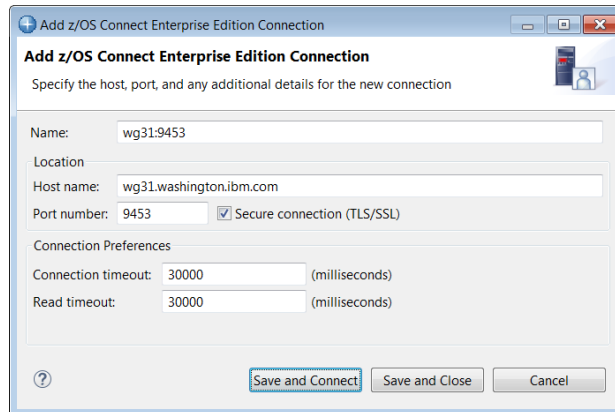 Add z/OS Connect Enterprise Edition Connection
Add z/OS Connect Enterprise Edition Connection
Specify the host, port, and any additional details for the new connection
Name: wg31:9453
Location
Host name: wg31.washington.ibm.com
Port number: 9453 Secure connection (TLS/SSL)
Connection Preferences
Connection timeout: 30000 (milliseconds)
Read timeout: 30000 (milliseconds)
? Save and Connect Save and Close Cancel